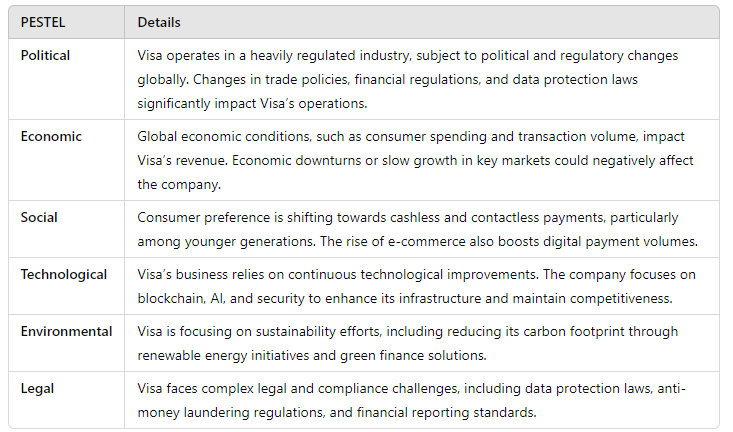 PESTEL Details
Political Visa operates in a heavily regulated industry, subject to political and regulatory changes
globally. Changes in trade policies, financial regulations, and data protection laws
significantly impact Visa's operations.
Economic Global economic conditions, such as consumer spending and transaction volume, impact
Visa's revenue. Economic downturns or slow growth in key markets could negatively affect
the company.
Social Consumer preference is shifting towards cashless and contactless payments, particularly
among younger generations. The rise of e-commerce also boosts digital payment volumes.
Technological Visa's business relies on continuous technological improvements. The company focuses on
blockchain, AI, and security to enhance its infrastructure and maintain competitiveness.
Environmental Visa is focusing on sustainability efforts, including reducing its carbon footprint through
renewable energy initiatives and green finance solutions.
Legal Visa faces complex legal and compliance challenges, including data protection laws, anti-
money laundering regulations, and financial reporting standards.